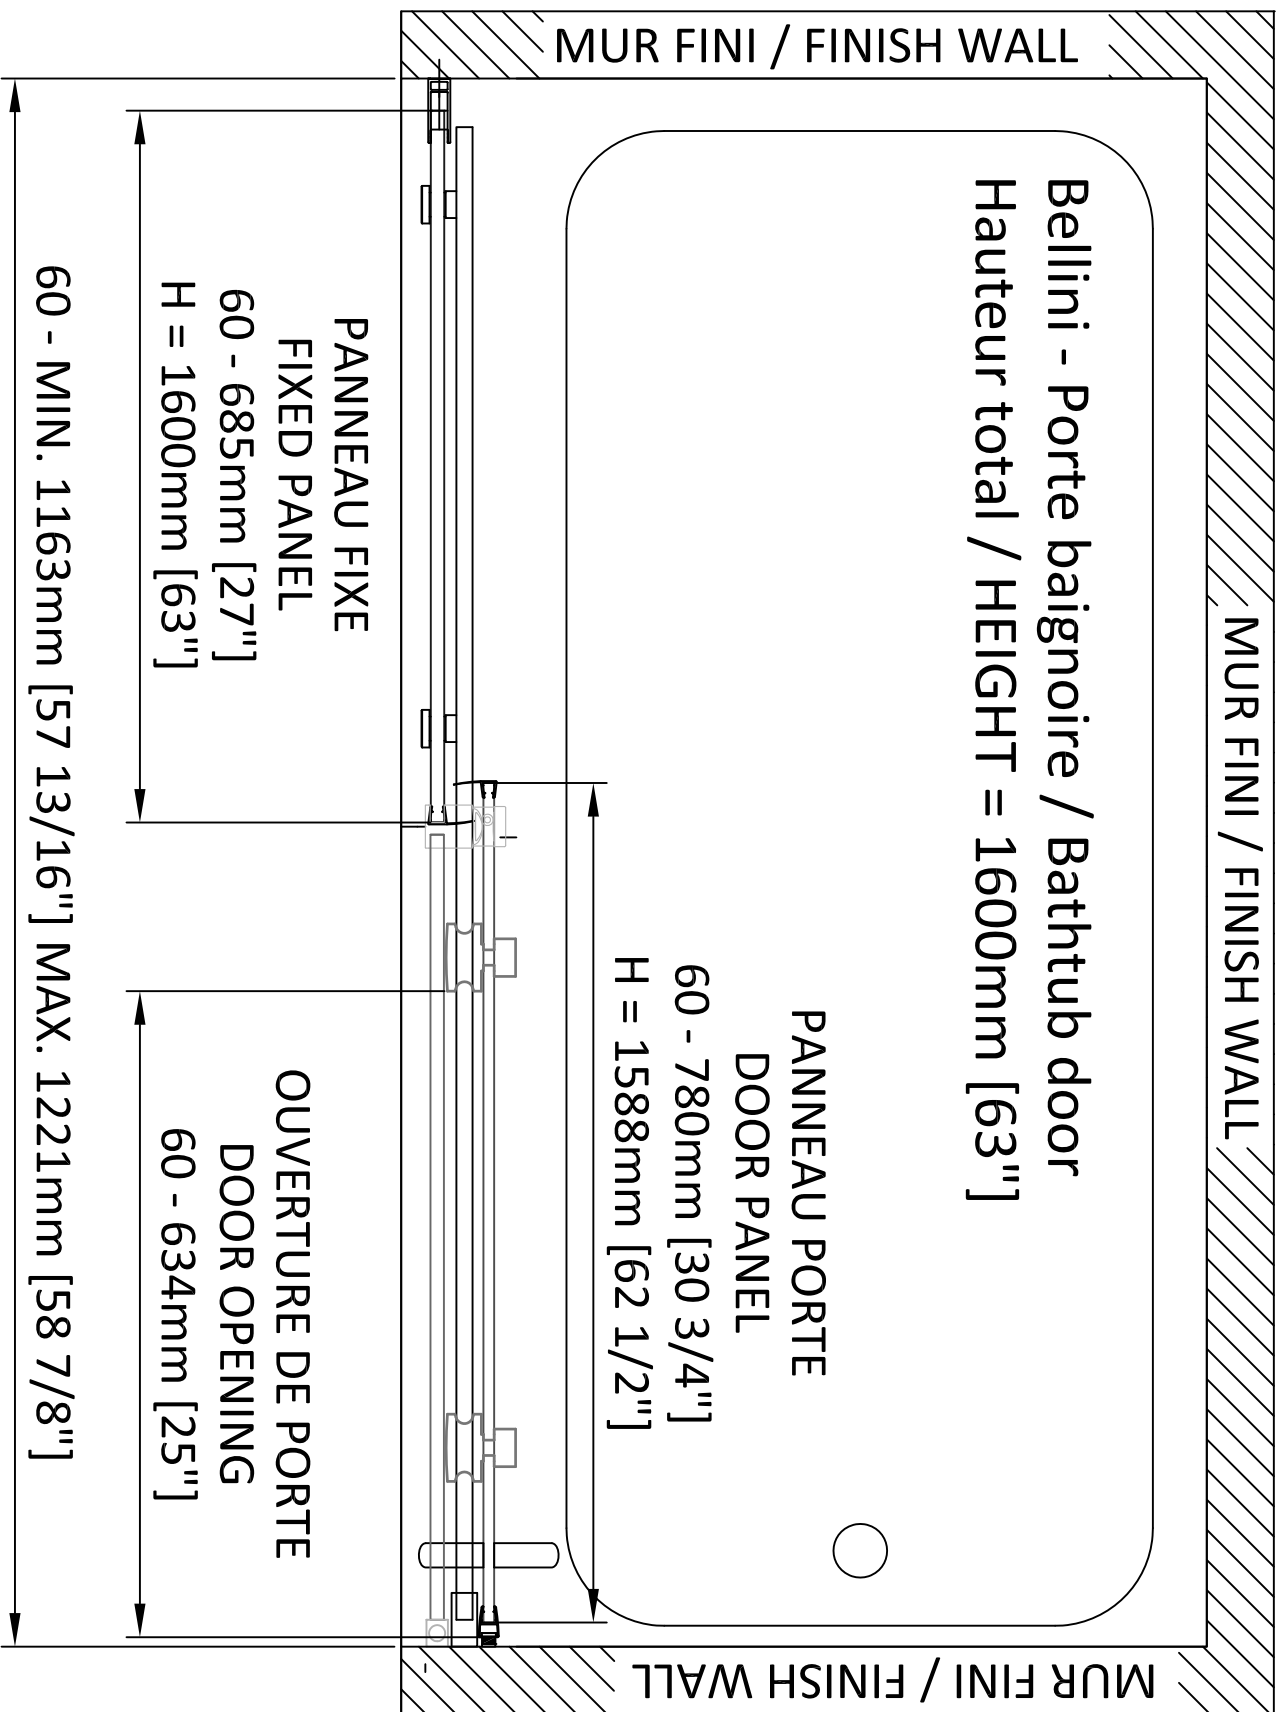 MUR FINI / FINISH WALL
MUR FINI / FINISH WALL
Bellini - Porte baignoire / Bathtub door
Hauteur total / HEIGHT = 1600mm [63"]
PANNEAU PORTE
DOOR PANEL
60 - 780mm [30 3/4"]
H = 1588mm [62 1/2"]
PANNEAU FIXE
FIXED PANEL
60 - 685mm [27"]
H = 1600mm [63"]
OUVERTURE DE PORTE
DOOR OPENING
60 - 634mm [25"]
60 - MIN. 1163mm [57 13/16"] MAX. 1221mm [58 7/8"]
MUR FINI / FINISH WALL